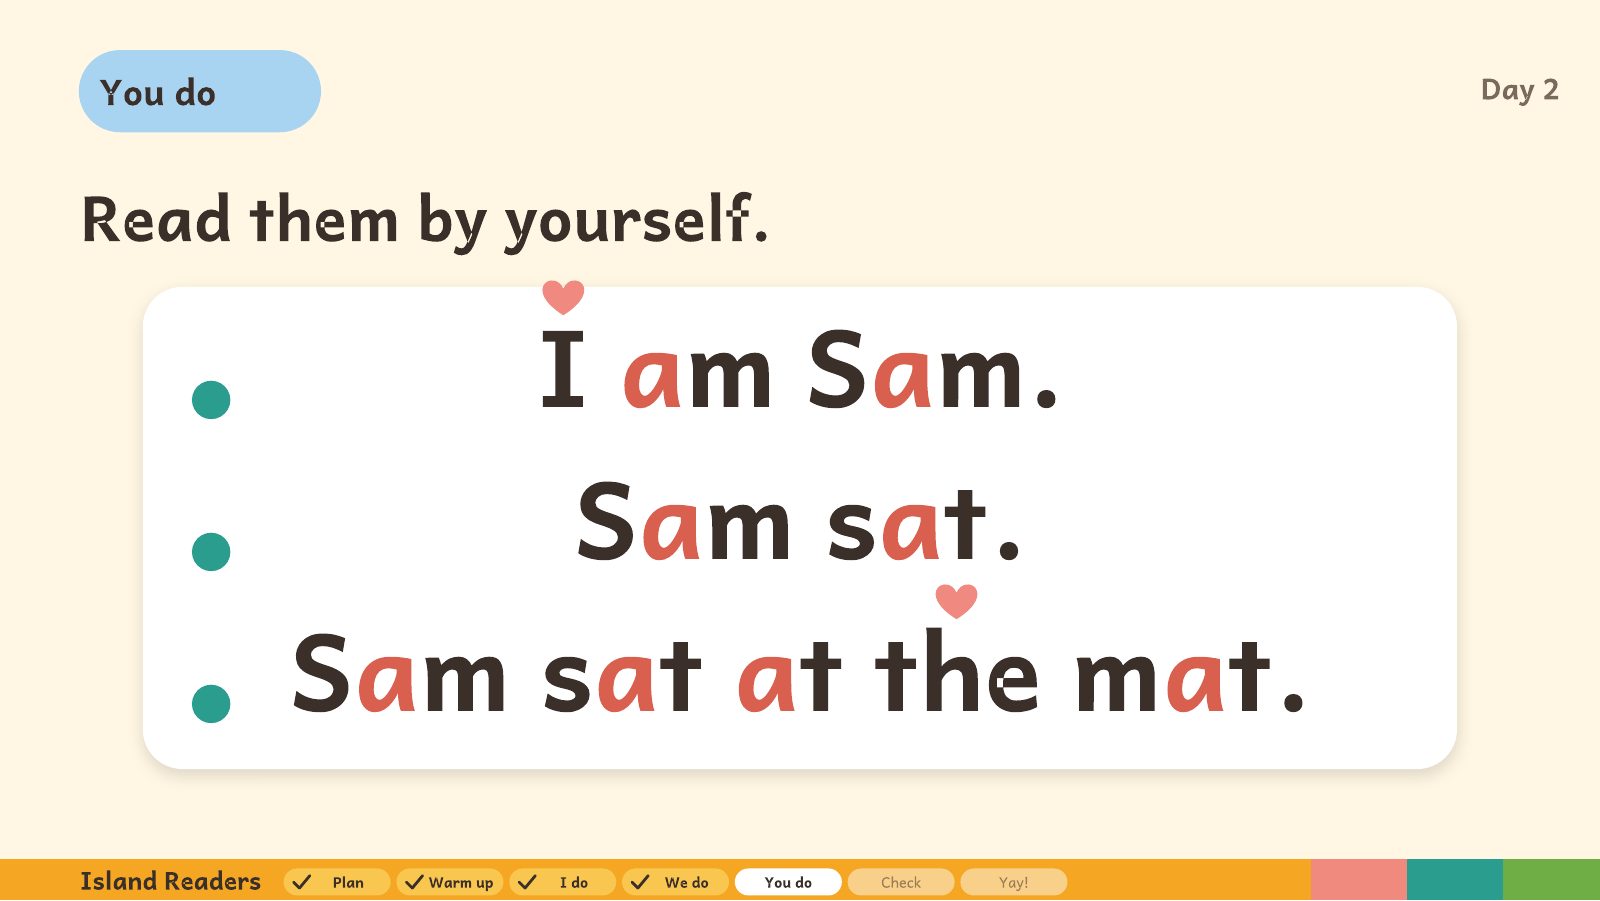 You do
Day 2
Read them by yourself.
I am Sam.
Sam sat.
Sam sat at the mat.
Island Readers
Plan
Warm up
I do
We do
You do
Check
Yay!